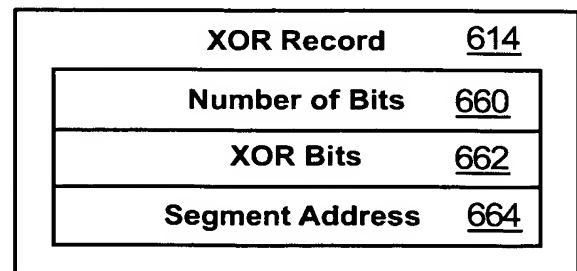 XOR Record 614
Number of Bits 660
XOR Bits 662
Segment Address 664